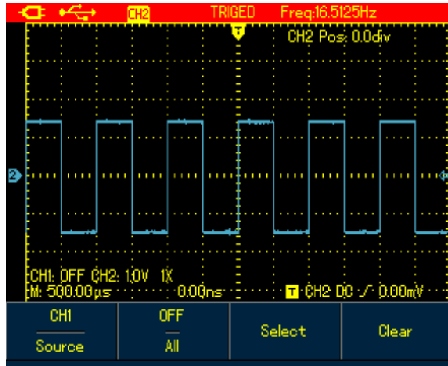 CH2 TRIGED Freq:16.5125Hz
T
CH2 Pos: 0.0div
2
CH1: OFF CH2: 1.0V 1X
M: 500.00μs 0.00ns T CH2 DC 0.00mV
CH1 OFF Select Clear
Source All